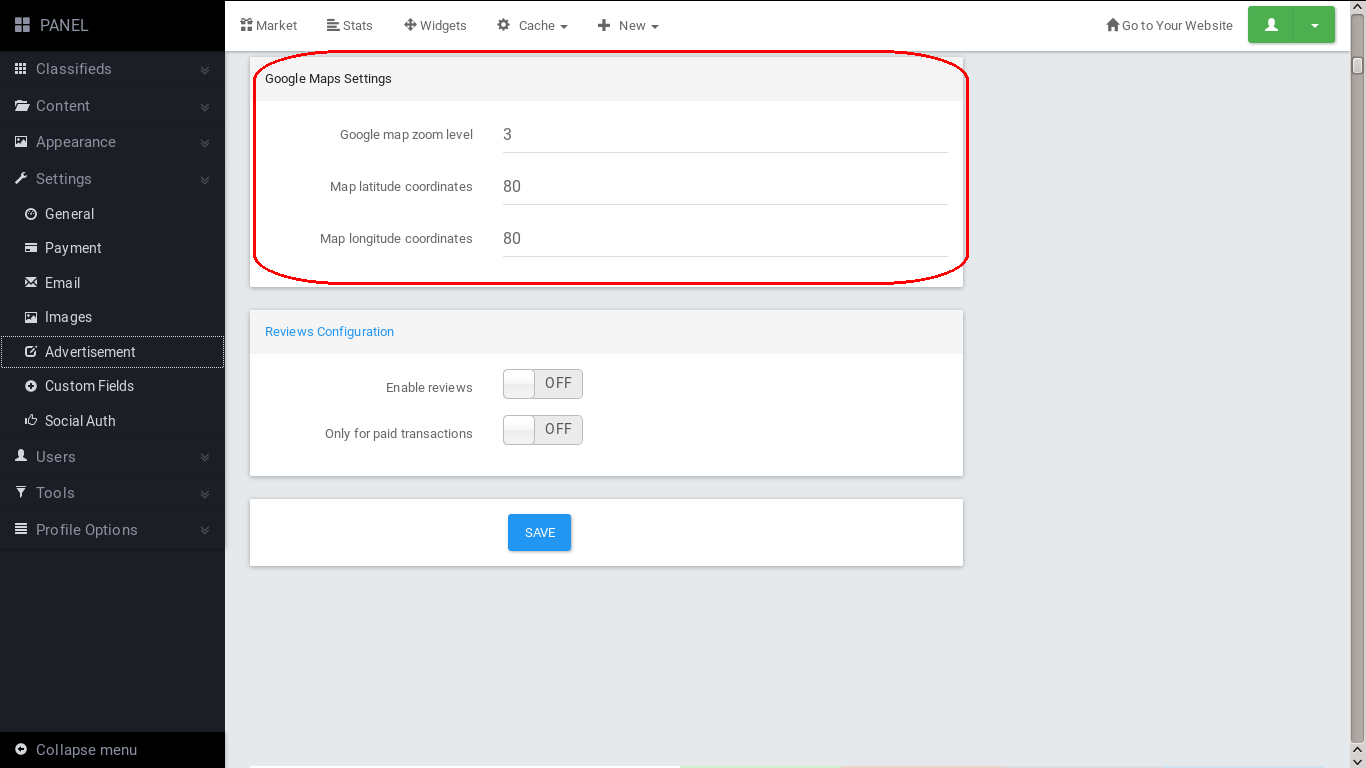 PANEL
Market Stats Widgets Cache New Go to Your Website
Classifieds
Content
Appearance
Settings
General
Payment
Email
Images
Advertisement
Custom Fields
Social Auth
Users
Tools
Profile Options
Collapse menu
Google Maps Settings
Google map zoom level 3
Map latitude coordinates 80
Map longitude coordinates 80
Reviews Configuration
Enable reviews OFF
Only for paid transactions OFF
SAVE